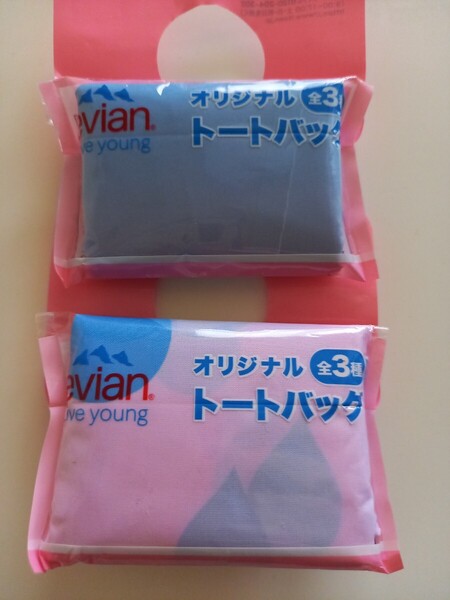 evian®
ve young
オリジナル 全3
トートバッグ
evian®
ive young
オリジナル 全3種
トートバッグ